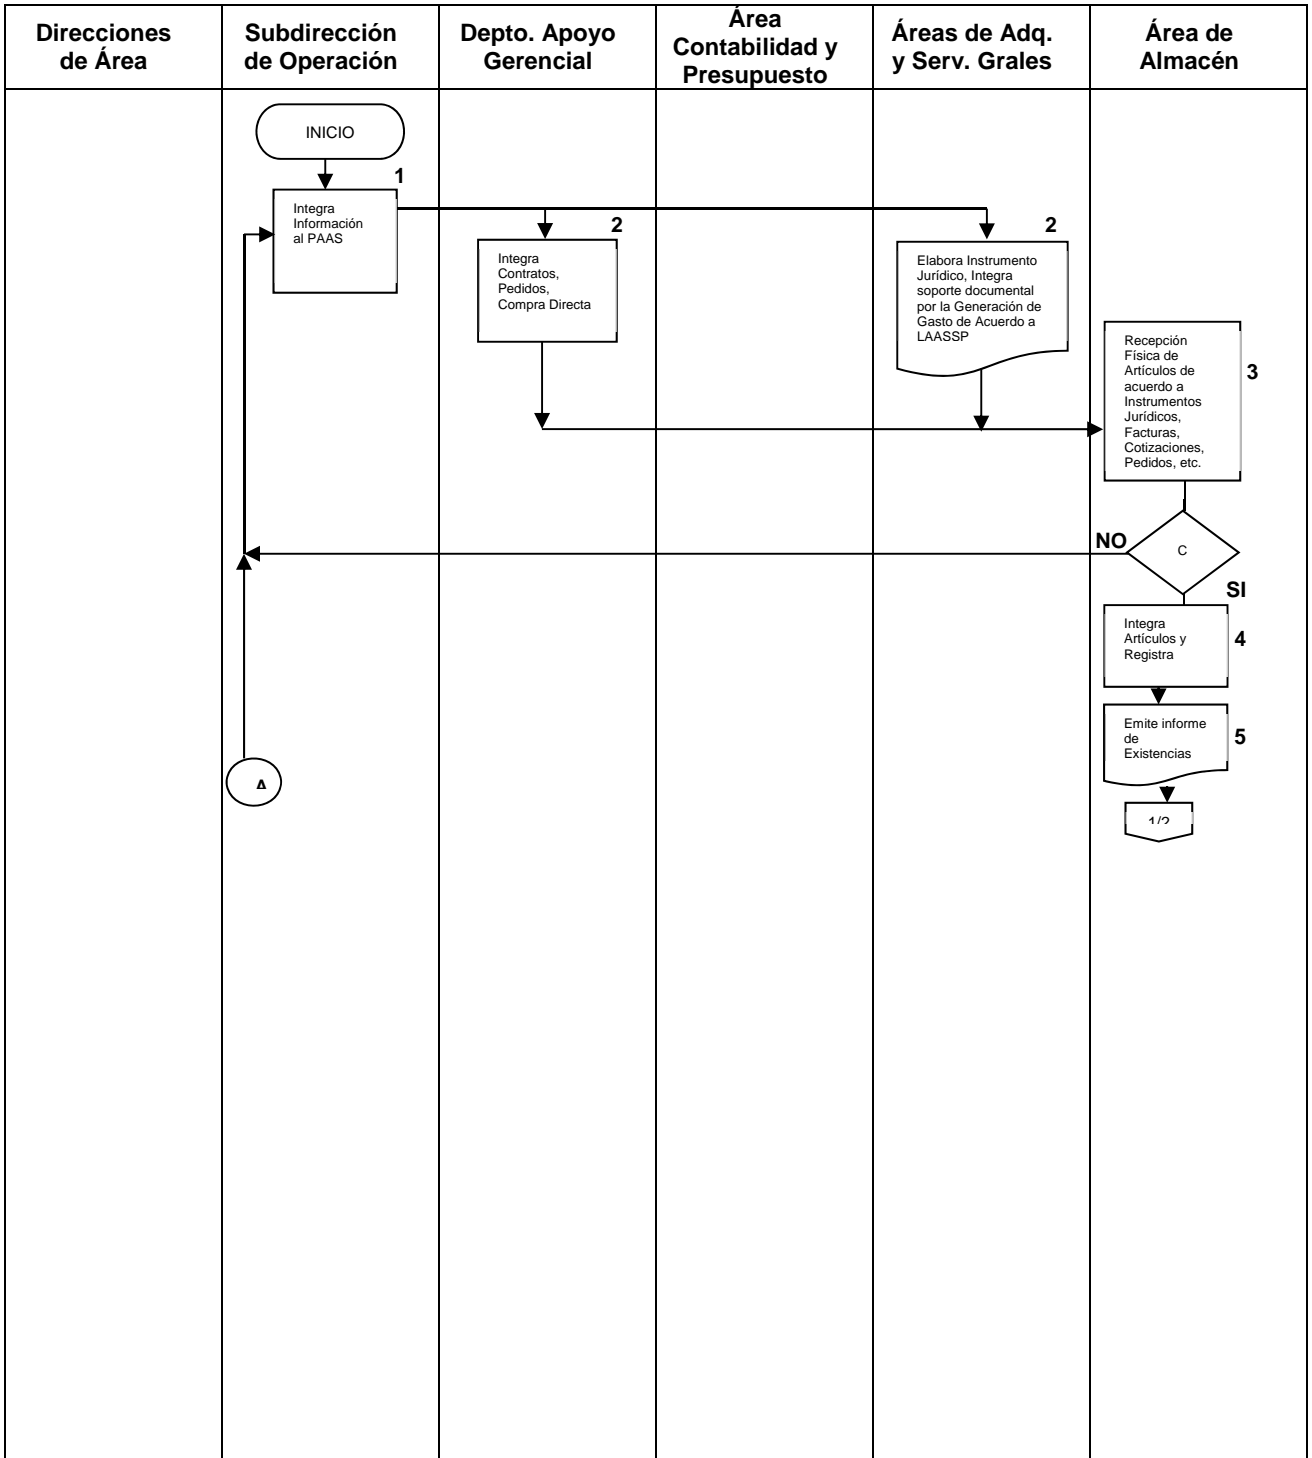 Direcciones
de Área
Subdirección
de Operación
Depto. Apoyo
Gerencial
Área
Contabilidad y
Presupuesto
Áreas de Adq.
y Serv. Grales
Área de
Almacén
INICIO
1
Integra
Información
al PAAS
2
Integra
Contratos,
Pedidos,
Compra Directa
2
Elabora Instrumento
Jurídico, Integra
soporte documental
por la Generación de
Gasto de Acuerdo a
LAASSP
Recepción
Física de
Artículos de
acuerdo a
Instrumentos
Jurídicos,
Facturas,
Cotizaciones,
Pedidos, etc.
3
NO
C
SI
Integra
Artículos y
Registra
4
Emite informe
de
Existencias
5
A
1/2